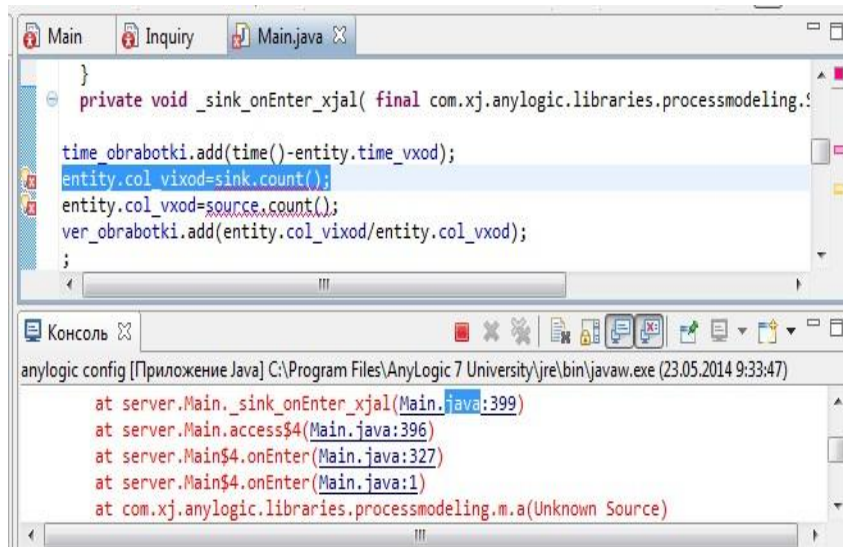 Main Inquiry Main.java
}
private void _sink_onEnter_xjal( final com.xj.anylogic.libraries.processmodeling.S
time_obrabotki.add(time()-entity.time_vxod);
entity.col_vixod=sink.count();
entity.col_vxod=source.count();
ver_obrabotki.add(entity.col_vixod/entity.col_vxod);
;
Консоль
anylogic config [Приложение Java] C:\Program Files\AnyLogic 7 University\jre\bin\javaw.exe (23.05.2014 9:33:47)
at server.Main._sink_onEnter_xjal(Main.java:399)
at server.Main.access$4(Main.java:396)
at server.Main$4.onEnter(Main.java:327)
at server.Main$4.onEnter(Main.java:1)
at com.xj.anylogic.libraries.processmodeling.m.a(Unknown Source)